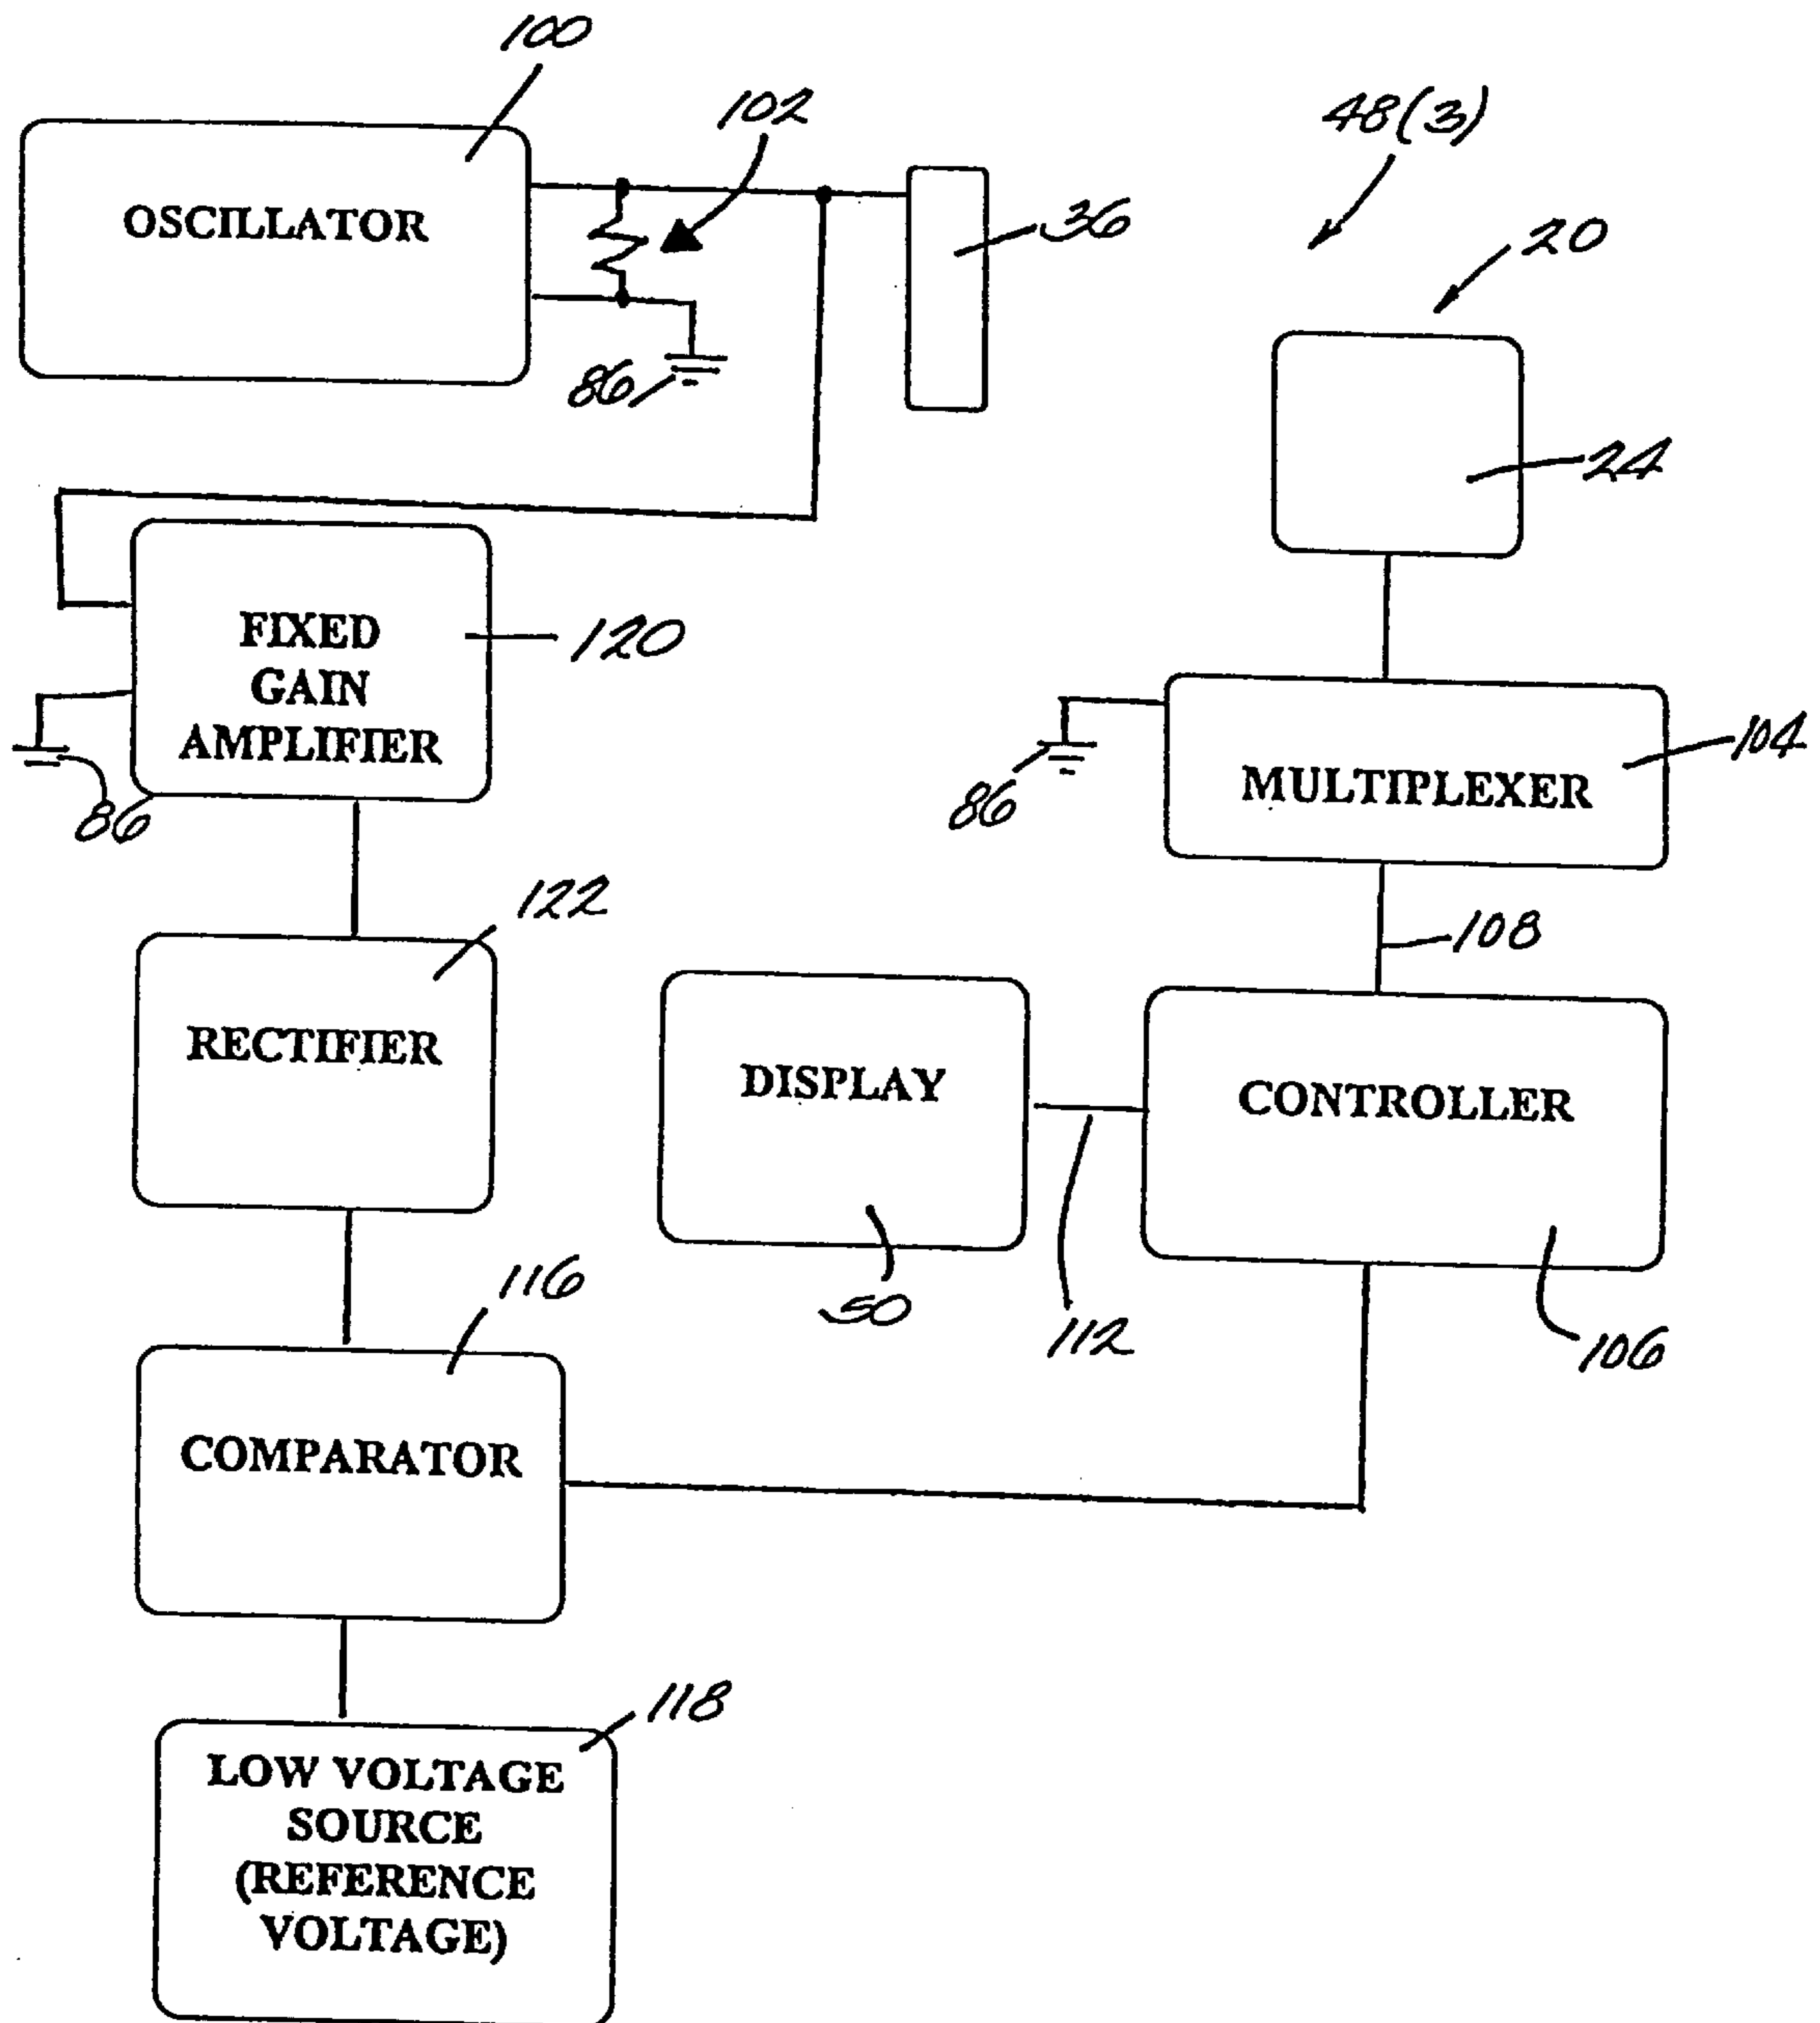 100
102
48(3)
OSCILLATOR
36
20
86
24
FIXED
GAIN
AMPLIFIER
120
86
86
104
MULTIPLEXER
122
108
RECTIFIER
DISPLAY
CONTROLLER
50
112
106
116
COMPARATOR
118
LOW VOLTAGE
SOURCE
(REFERENCE
VOLTAGE)